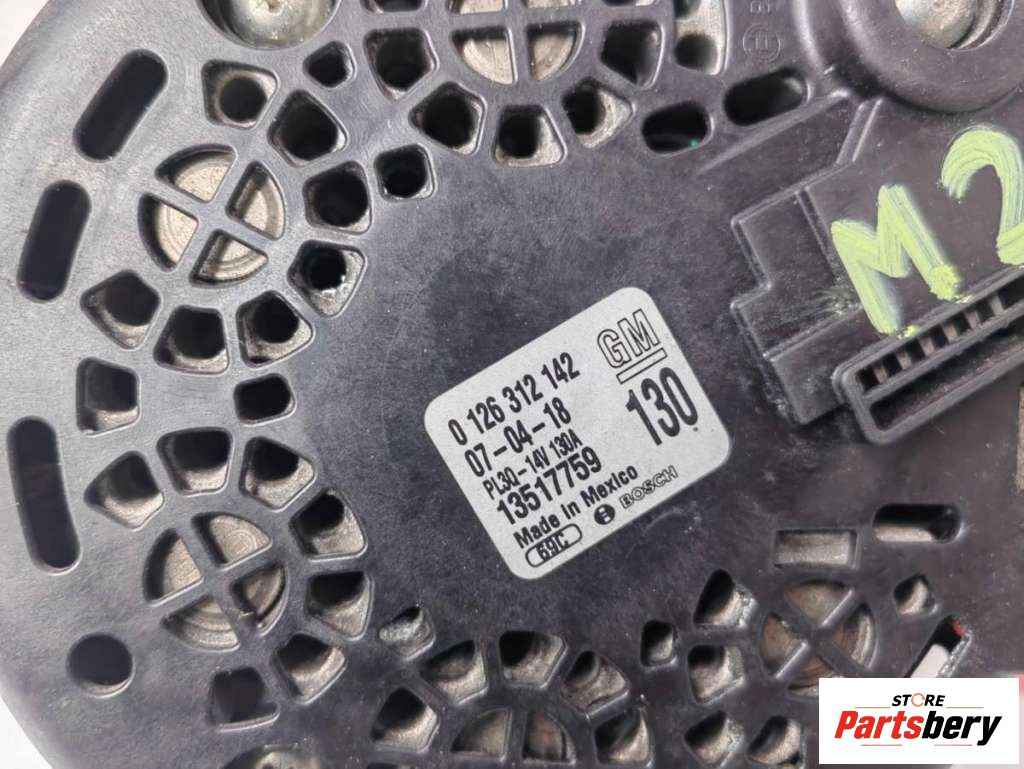 M2
0 126 312 142
07-04-18
PL30-14V 130A
13517759
Made in Mexico
BOSCH
69C
GM
130
STORE
Partsbery